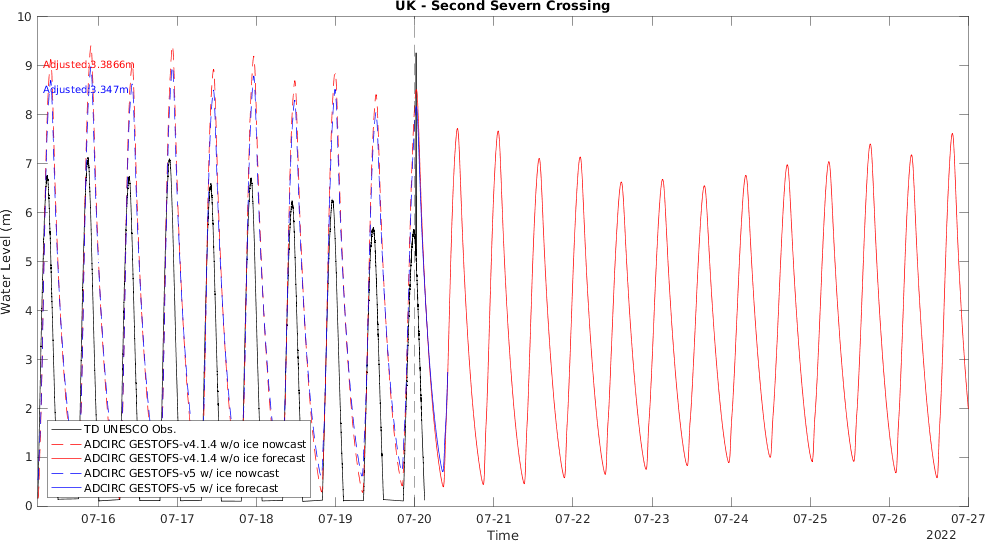 UK - Second Severn Crossing
10
9
8
7
6
5
4
3
2
1
0
Water Level (m)
Adjusted:3.3866m
Adjusted:3.347m
TD UNESCO Obs.
ADCIRC GESTOFS-v4.1.4 w/o ice nowcast
ADCIRC GESTOFS-v4.1.4 w/o ice forecast
ADCIRC GESTOFS-v5 w/ ice nowcast
ADCIRC GESTOFS-v5 w/ ice forecast
07-16 07-17 07-18 07-19 07-20 07-21 07-22 07-23 07-24 07-25 07-26 07-27
Time
2022